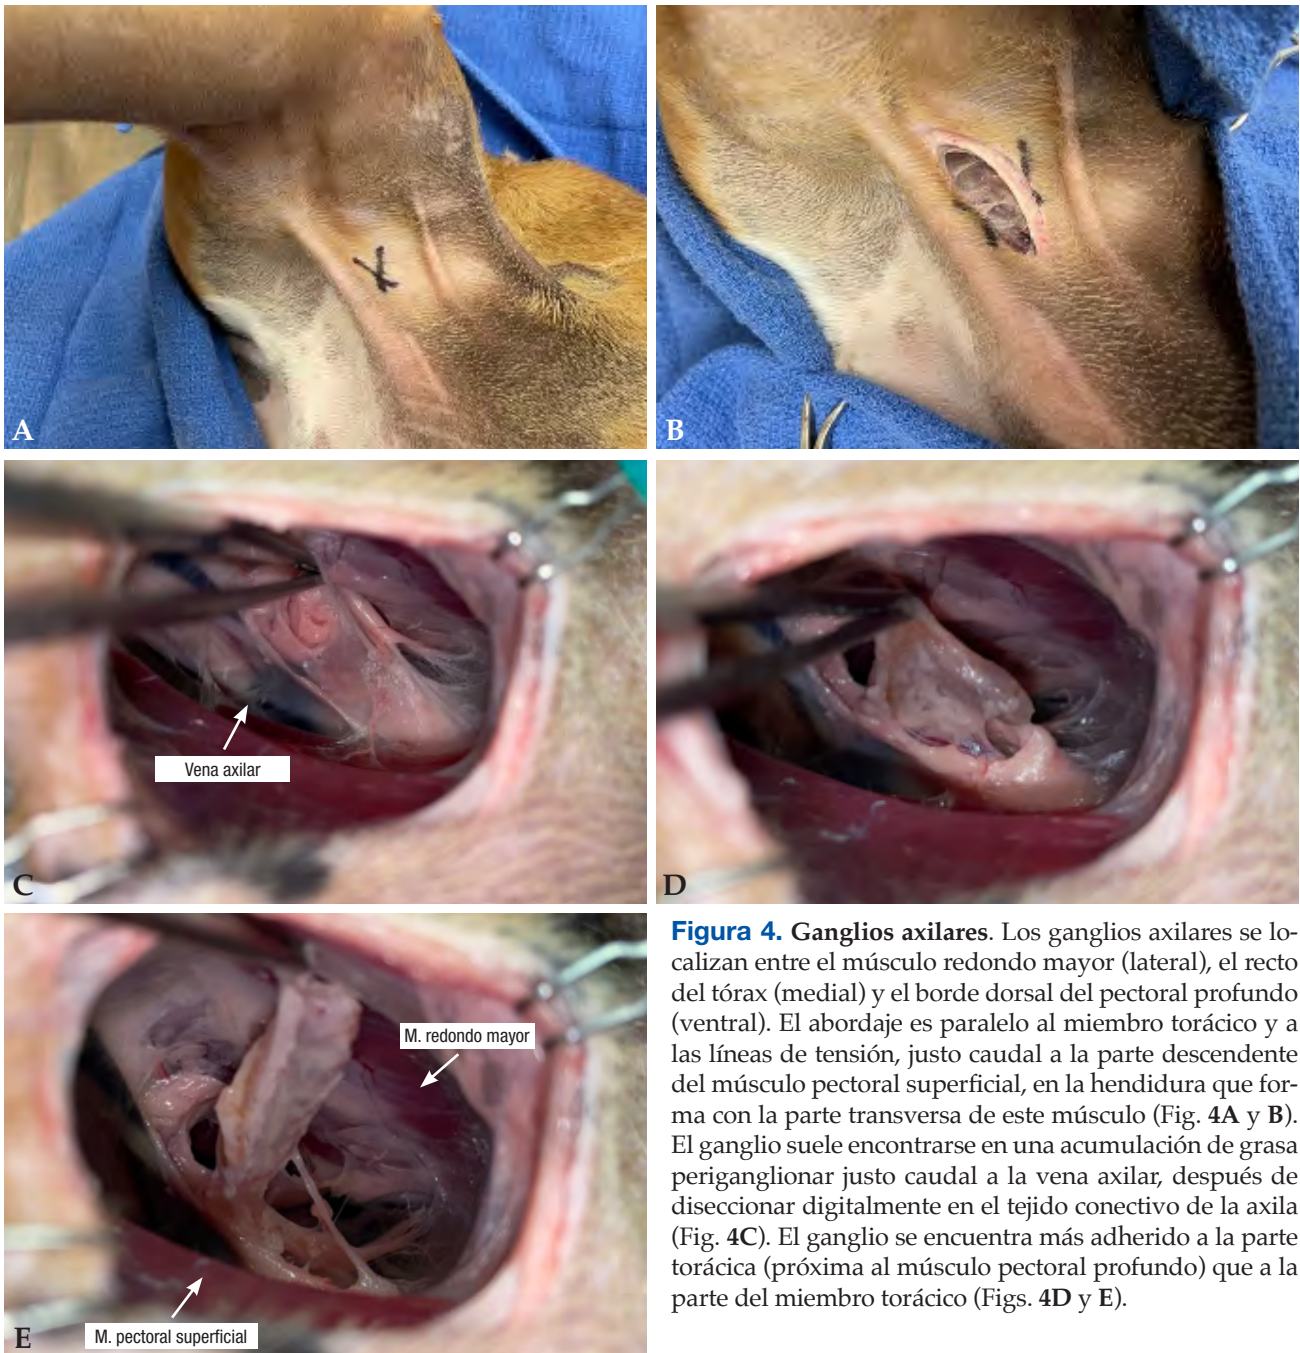 A
B
Vena axilar
C
D
M. redondo mayor
M. pectoral superficial
E
Figura 4. Ganglios axilares. Los ganglios axilares se lo-
calizan entre el músculo redondo mayor (lateral), el recto
del tórax (medial) y el borde dorsal del pectoral profundo
(ventral). El abordaje es paralelo al miembro torácico y a
las líneas de tensión, justo caudal a la parte descendente
del músculo pectoral superficial, en la hendidura que for-
ma con la parte transversa de este músculo (Fig. 4A y B).
El ganglio suele encontrarse en una acumulación de grasa
periganglionar justo caudal a la vena axilar, después de
diseccionar digitalmente en el tejido conectivo de la axila
(Fig. 4C). El ganglio se encuentra más adherido a la parte
torácica (próxima al músculo pectoral profundo) que a la
parte del miembro torácico (Figs. 4D y E).